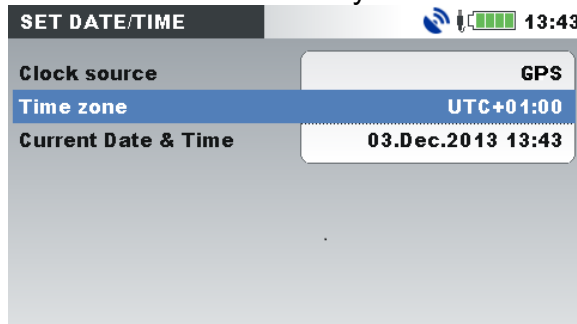 SET DATE/TIME 13:43
Clock source GPS
Time zone UTC+01:00
Current Date & Time 03.Dec.2013 13:43